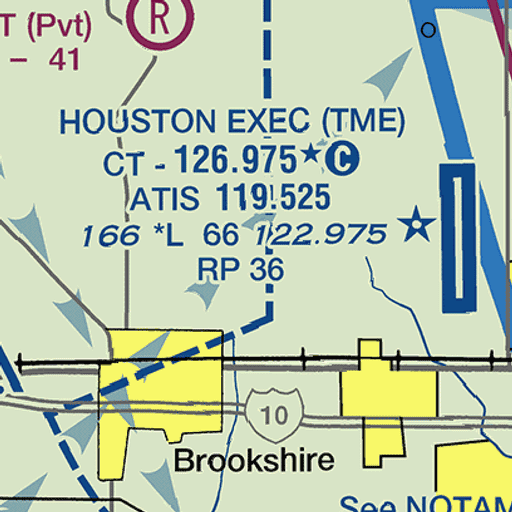 T (Pvt)
R
- 41
HOUSTON EXEC (TME)
CT - 126.975* C
ATIS 119.525
166 *L 66 122.975
RP 36
10
Brookshire
See NOTAM